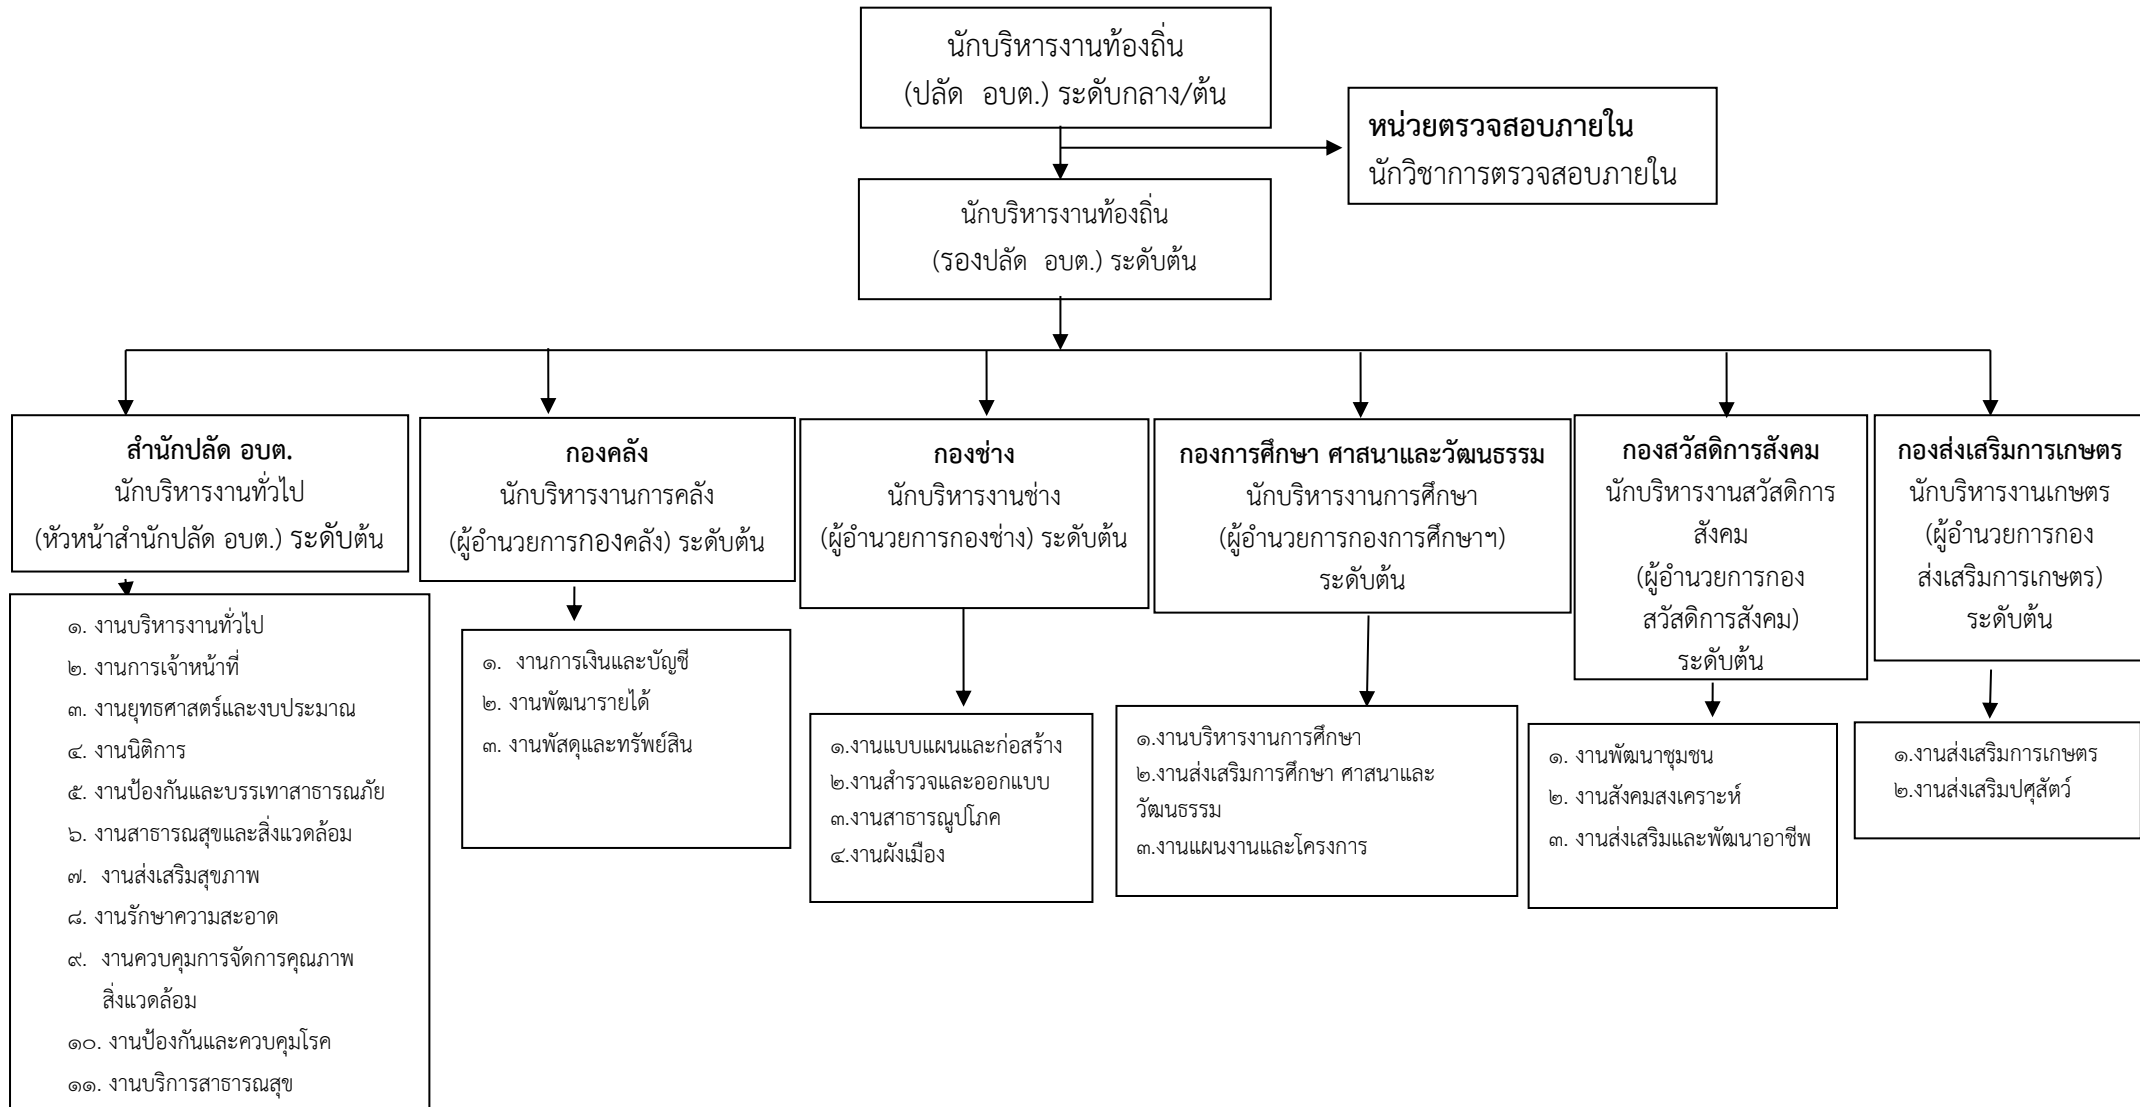 นักบริหารงานท้องถิ่น
(ปลัด อบต.) ระดับกลาง/ต้น
หน่วยตรวจสอบภายใน
นักวิชาการตรวจสอบภายใน
นักบริหารงานท้องถิ่น
(รองปลัด อบต.) ระดับต้น
สำนักปลัด อบต.
นักบริหารงานทั่วไป
(หัวหน้าสำนักปลัด อบต.) ระดับต้น
กองคลัง
นักบริหารงานการคลัง
(ผู้อำนวยการกองคลัง) ระดับต้น
กองช่าง
นักบริหารงานช่าง
(ผู้อำนวยการกองช่าง) ระดับต้น
กองการศึกษา ศาสนาและวัฒนธรรม
นักบริหารงานการศึกษา
(ผู้อำนวยการกองการศึกษาฯ)
ระดับต้น
กองสวัสดิการสังคม
นักบริหารงานสวัสดิการ
สังคม
(ผู้อำนวยการกอง
สวัสดิการสังคม)
ระดับต้น
กองส่งเสริมการเกษตร
นักบริหารงานเกษตร
(ผู้อำนวยการกอง
ส่งเสริมการเกษตร)
ระดับต้น
๑. งานบริหารงานทั่วไป
๒. งานการเจ้าหน้าที่
๓. งานยุทธศาสตร์และงบประมาณ
๔. งานนิติการ
๕. งานป้องกันและบรรเทาสาธารณภัย
๖. งานสาธารณสุขและสิ่งแวดล้อม
๗. งานส่งเสริมสุขภาพ
๘. งานรักษาความสะอาด
๙. งานควบคุมการจัดการคุณภาพ
สิ่งแวดล้อม
๑๐. งานป้องกันและควบคุมโรค
๑๑. งานบริการสาธารณสุข
๑. งานการเงินและบัญชี
๒. งานพัฒนารายได้
๓. งานพัสดุและทรัพย์สิน
๑.งานแบบแผนและก่อสร้าง
๒.งานสำรวจและออกแบบ
๓.งานสาธารณูปโภค
๔.งานผังเมือง
๑.งานบริหารงานการศึกษา
๒.งานส่งเสริมการศึกษา ศาสนาและ
วัฒนธรรม
๓.งานแผนงานและโครงการ
๑. งานพัฒนาชุมชน
๒. งานสังคมสงเคราะห์
๓. งานส่งเสริมและพัฒนาอาชีพ
๑.งานส่งเสริมการเกษตร
๒.งานส่งเสริมปศุสัตว์